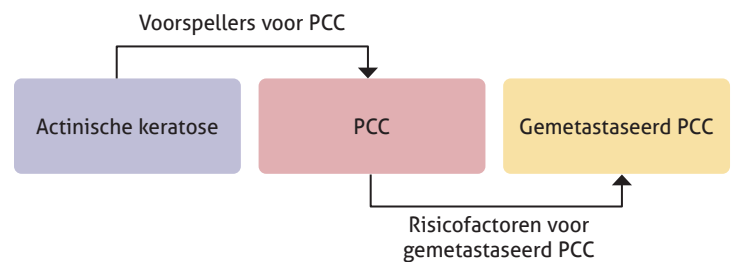 Voorspellers voor PCC
Actinische keratose
PCC
Gemetastaseerd PCC
Risicofactoren voor
gemetastaseerd PCC